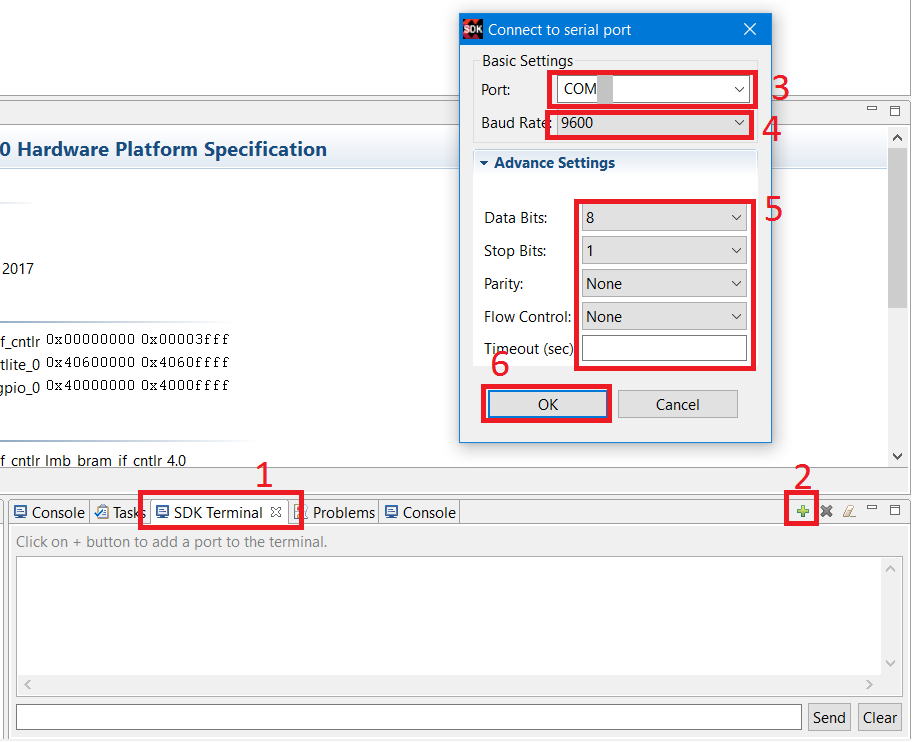 SDK Connect to serial port
Basic Settings
Port: COM
3
Baud Rate: 9600
4
0 Hardware Platform Specification
Advance Settings
5
Data Bits: 8
Stop Bits: 1
2017
Parity: None
Flow Control: None
Timeout (sec)
f_cntlr 0x00000000 0x00003fff
tlite_0 0x40600000 0x4060ffff
gpio_0 0x40000000 0x4000ffff
6
OK Cancel
f_cntlr lmb_bram_if_cntlr 4.0
1
2
Console Tasks SDK Terminal Problems Console
Click on + button to add a port to the terminal.
Send Clear